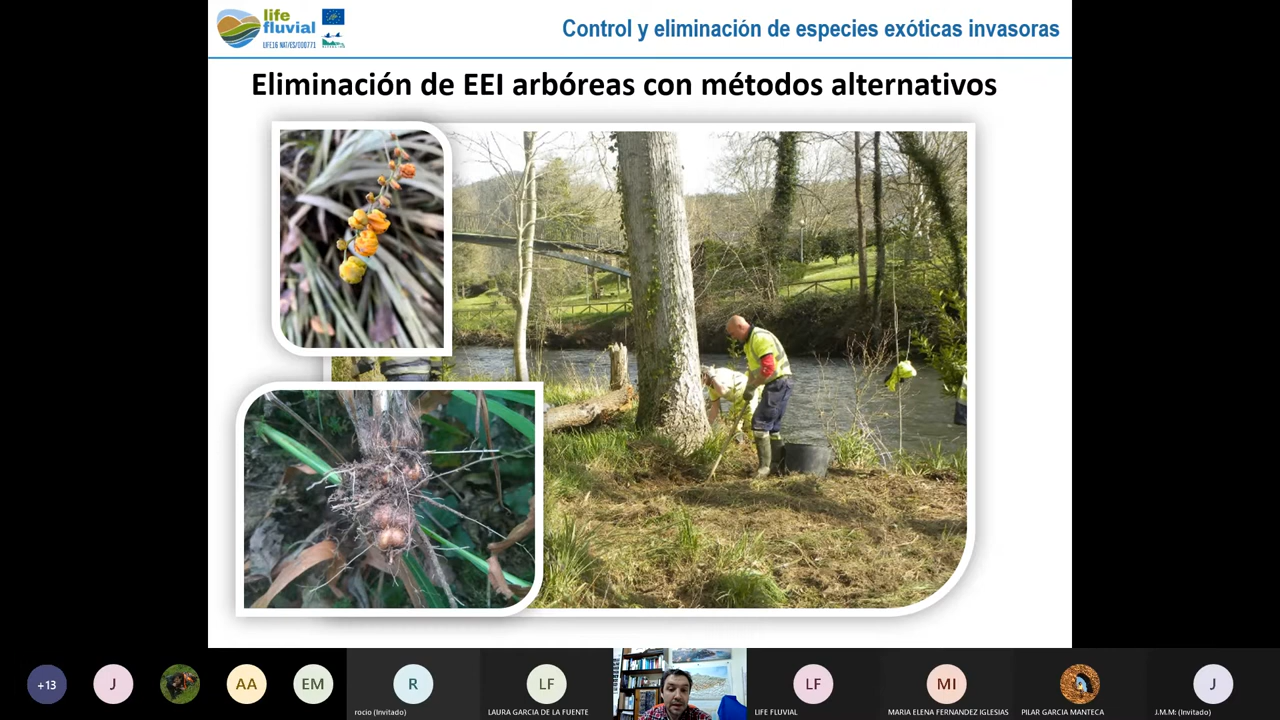 life
fluvial
LIFE16 NAT/ES/000771
Control y eliminación de especies exóticas invasoras
Eliminación de EEI arbóreas con métodos alternativos
+13
J
AA
EM
R
LF
LF
MI
J
rocio (Invitado)
LAURA GARCIA DE LA FUENTE
LIFE FLUVIAL
MARIA ELENA FERNANDEZ IGLESIAS
PILAR GARCIA MANTECA
J.M.M: (Invitado)